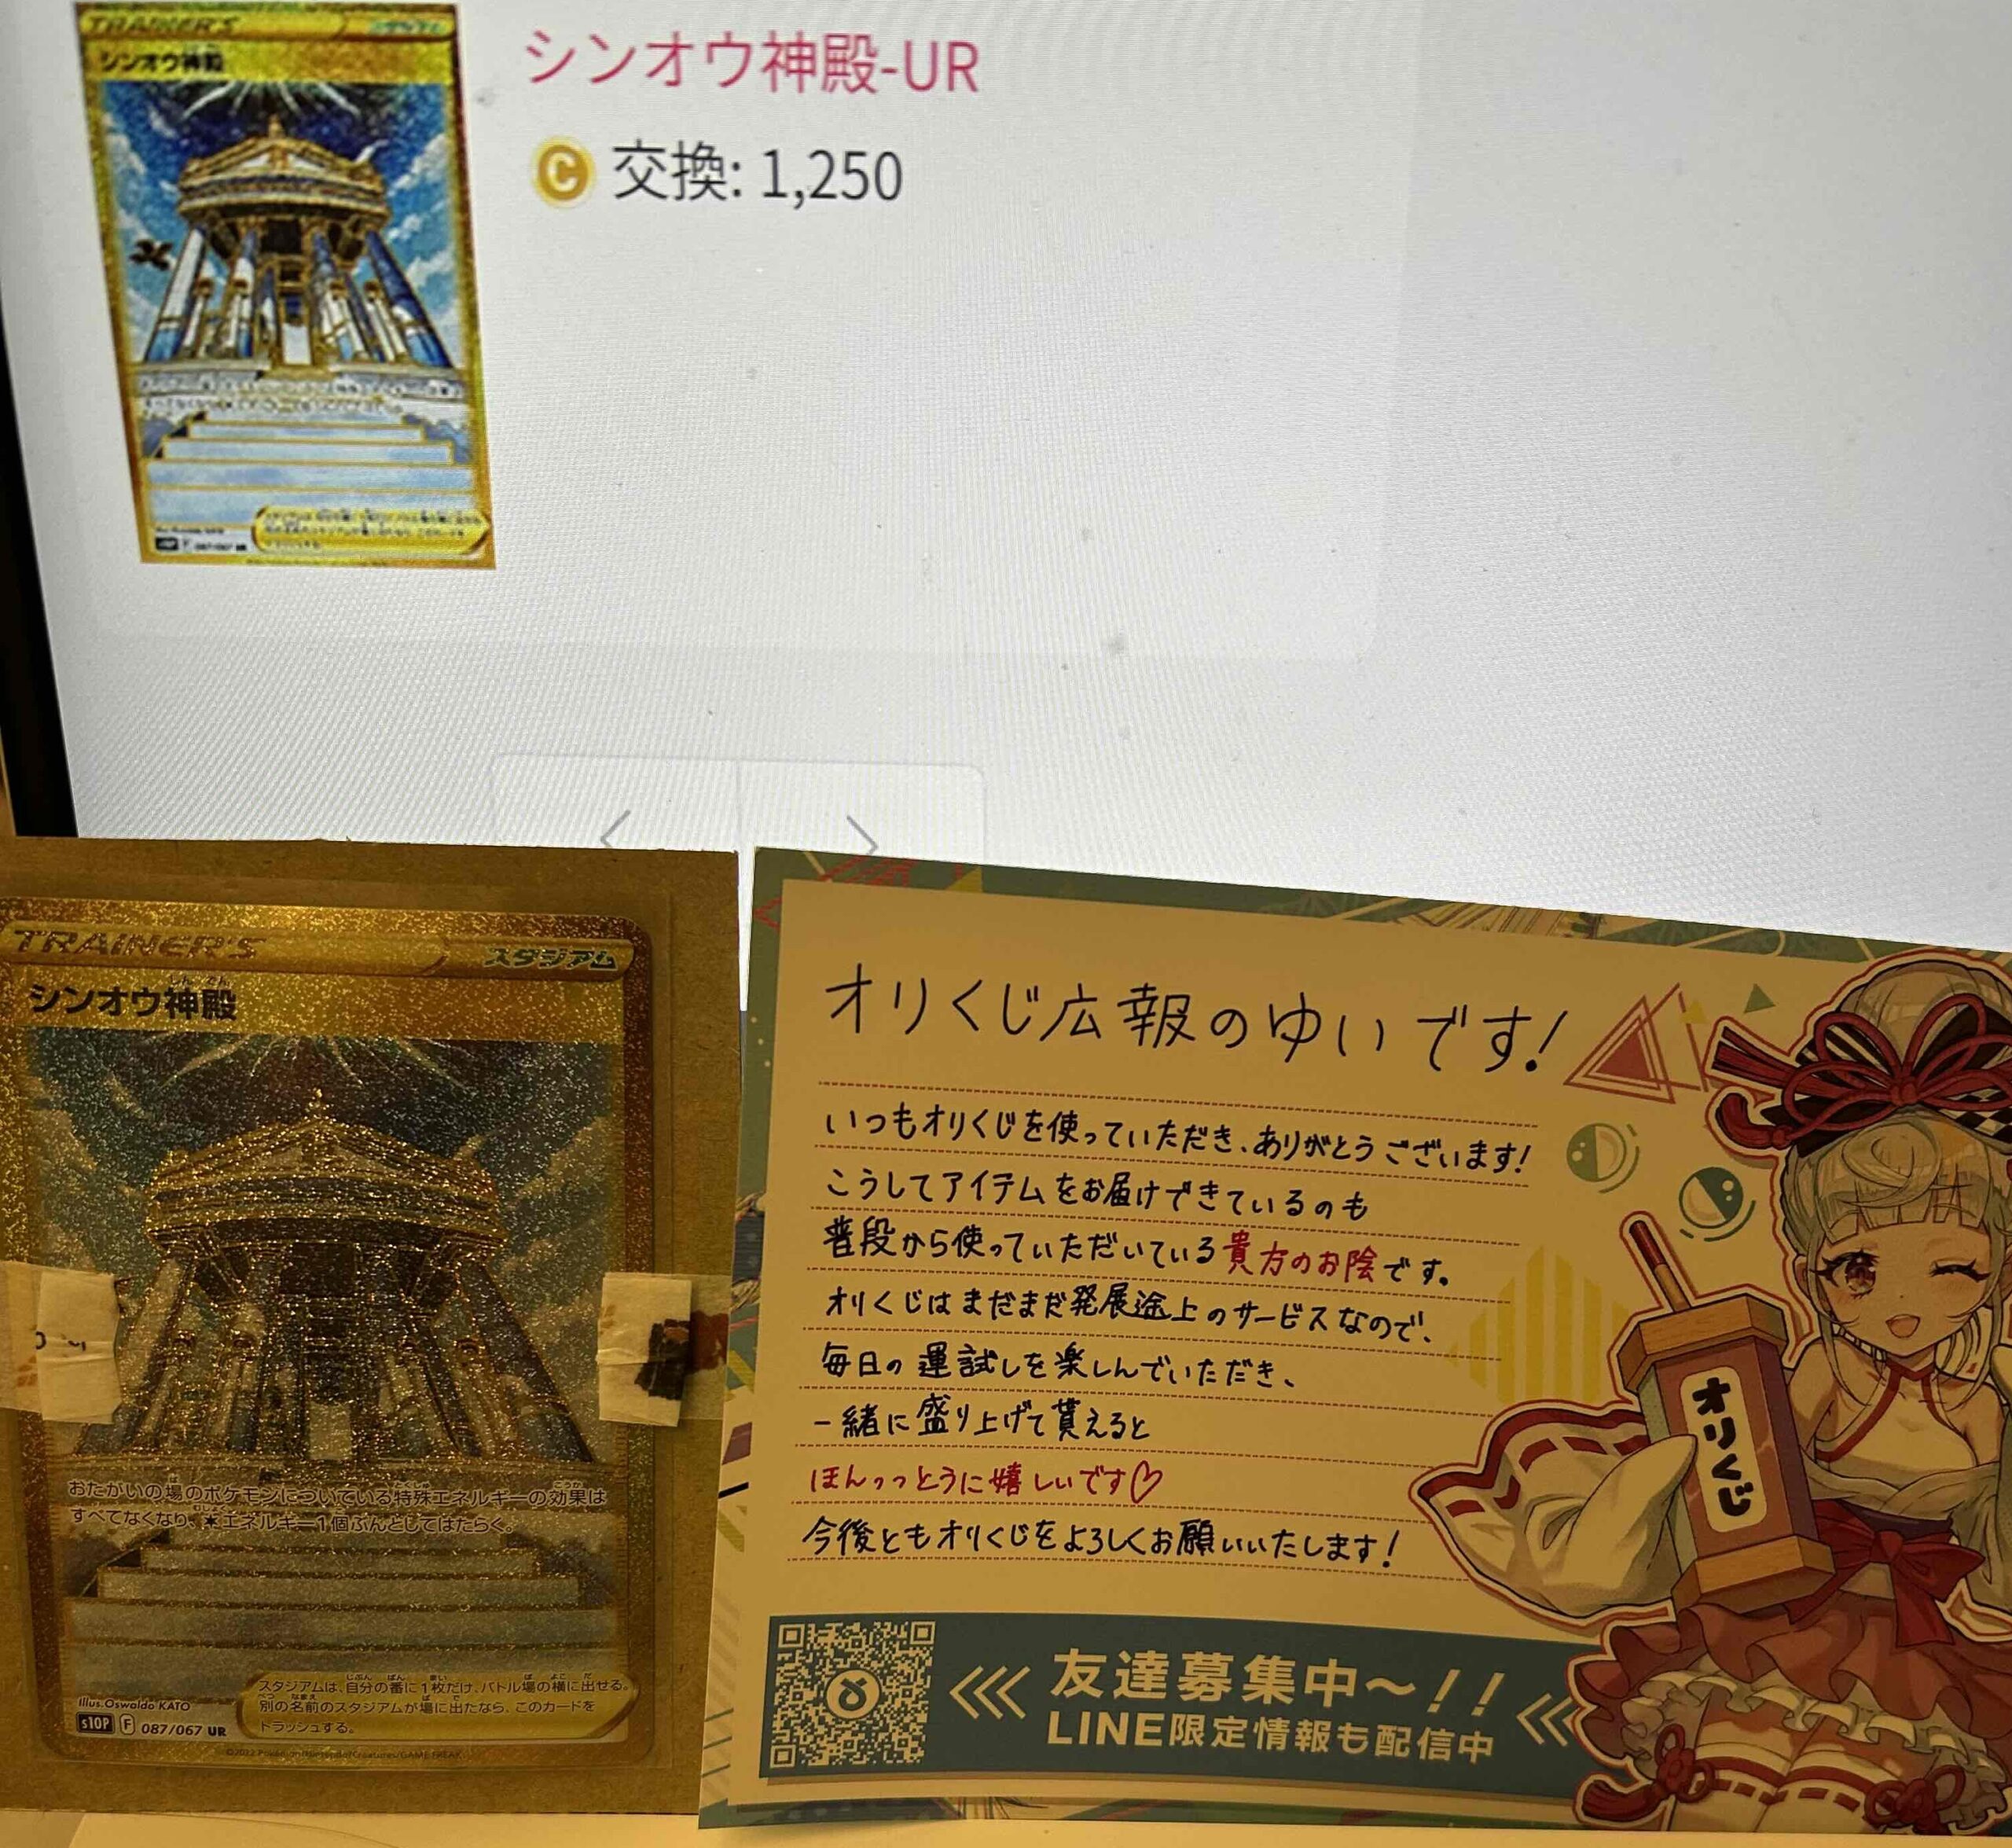 TRAINER'S
シンオウ神殿
シンオウ神殿-UR
C 交換: 1,250
TRAINER'S
スタジアム
シンオウ神殿
おたがいの場のポケモンについている特殊エネルギーの効果は
すべてなくなり、エネルギー1個ぶんとしてはたらく。
スタジアムは、自分の番に1枚だけ、バトル場の横に出せる。
別の名前のスタジアムが場に出たなら、このカードを
トラッシュする。
Illus. Oswaldo KATO
s10P F 087/067 UR
©2022 Pokémon/Nintendo/Creatures/GAME FREAK
オリくじ広報のゆいです!
いつもオリくじを使っていただき、ありがとうございます!
こうしてアイテムをお届けできているのも
普段から使っていただいている貴方のお陰です。
オリくじはまだまだ発展途上のサービスなので、
毎日の運試しを楽しんでいただき、
一緒に盛り上げて貰えると
ほんっっとうに嬉しいです♡
今後ともオリくじをよろしくお願いいたします!
オリくじ
友達募集中〜!!
LINE限定情報も配信中